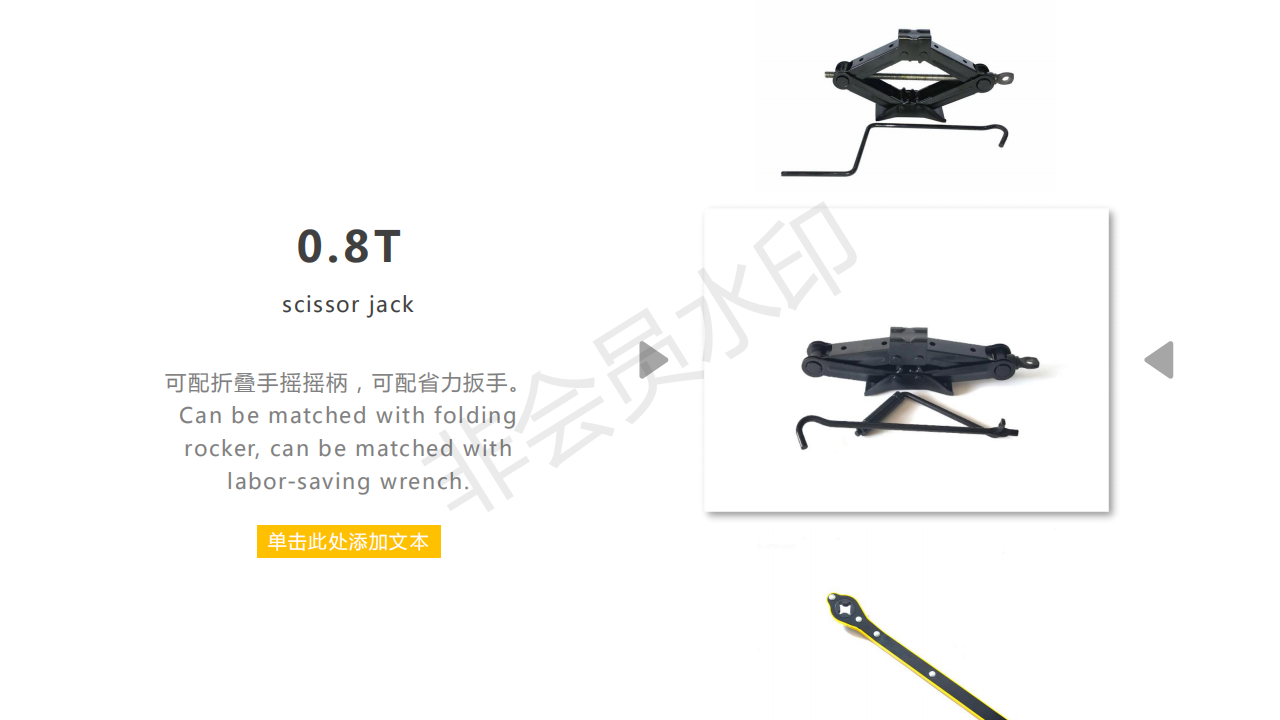 0.8T
scissor jack
可配折叠手摇摇柄，可配省力扳手。
Can be matched with folding
rocker, can be matched with
labor-saving wrench.
单击此处添加文本
非会员水印